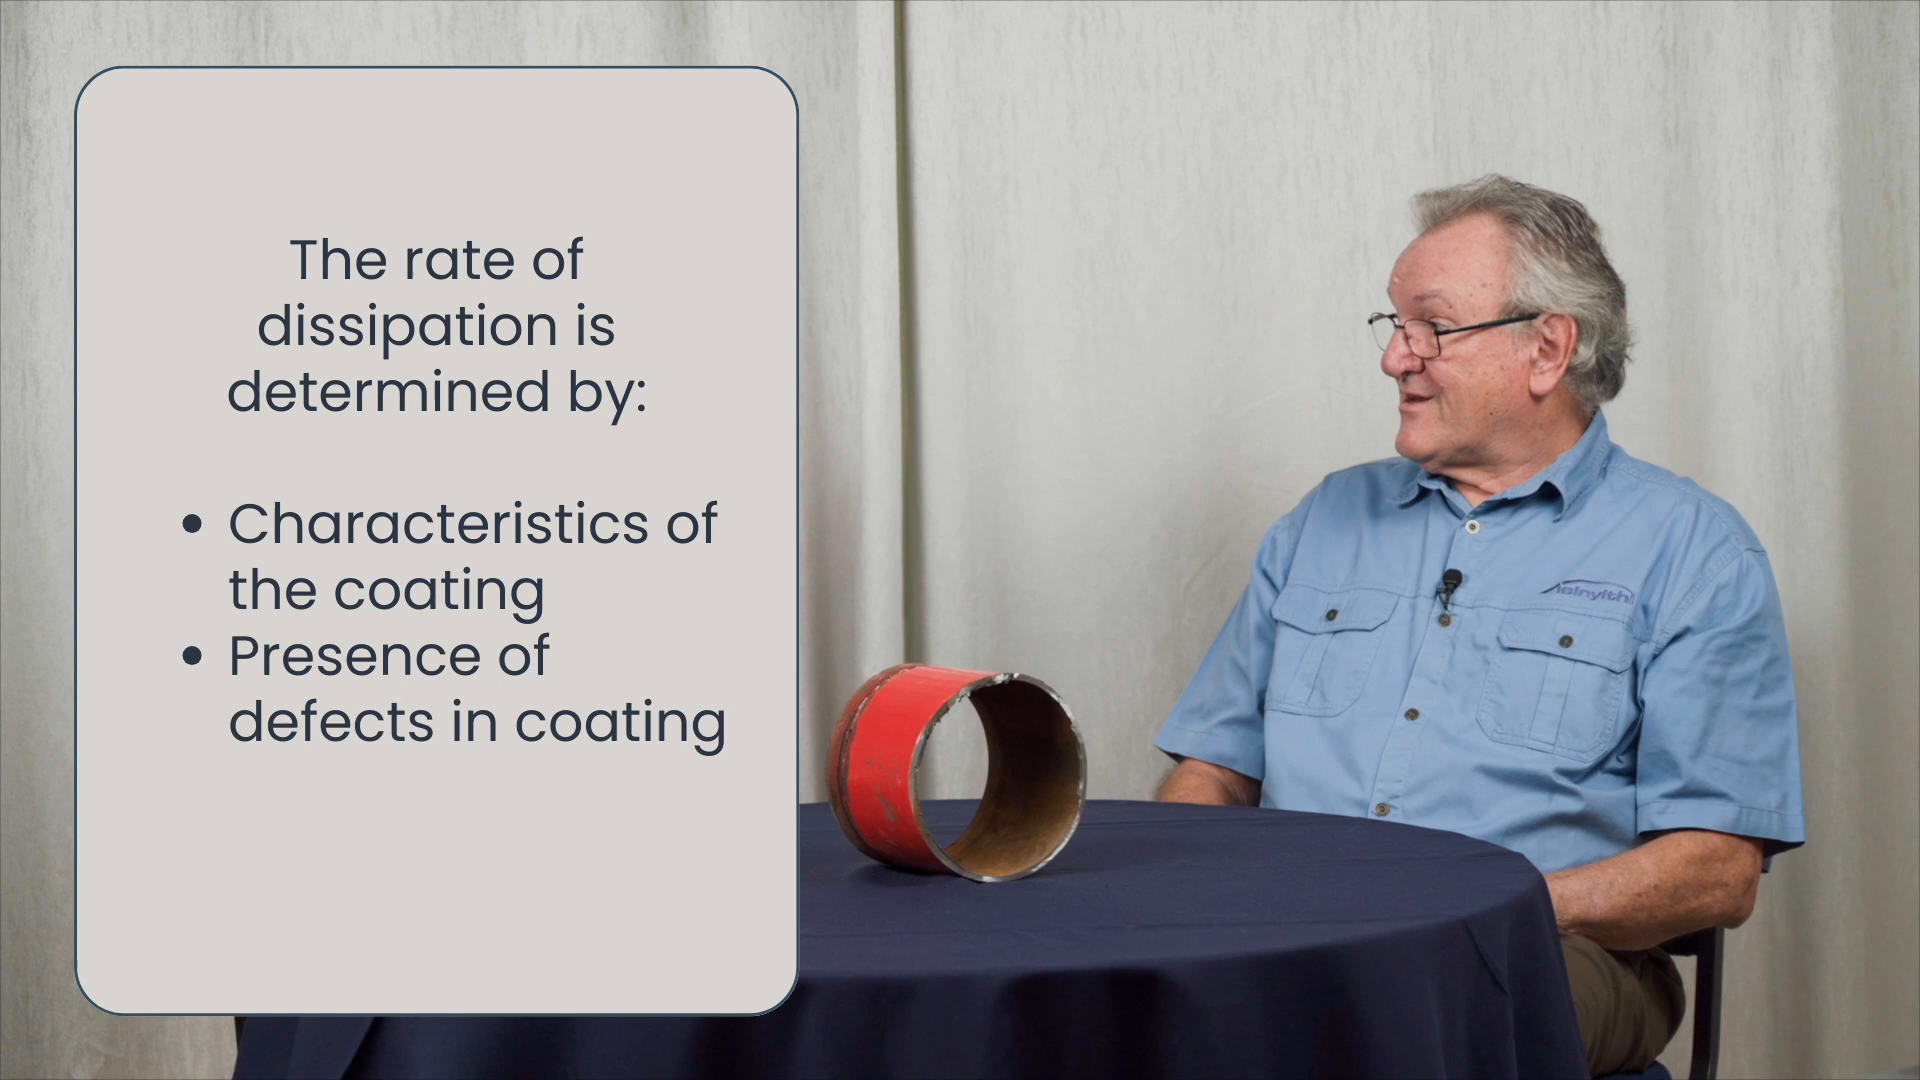 The rate of
dissipation is
determined by:
• Characteristics of
the coating
• Presence of
defects in coating